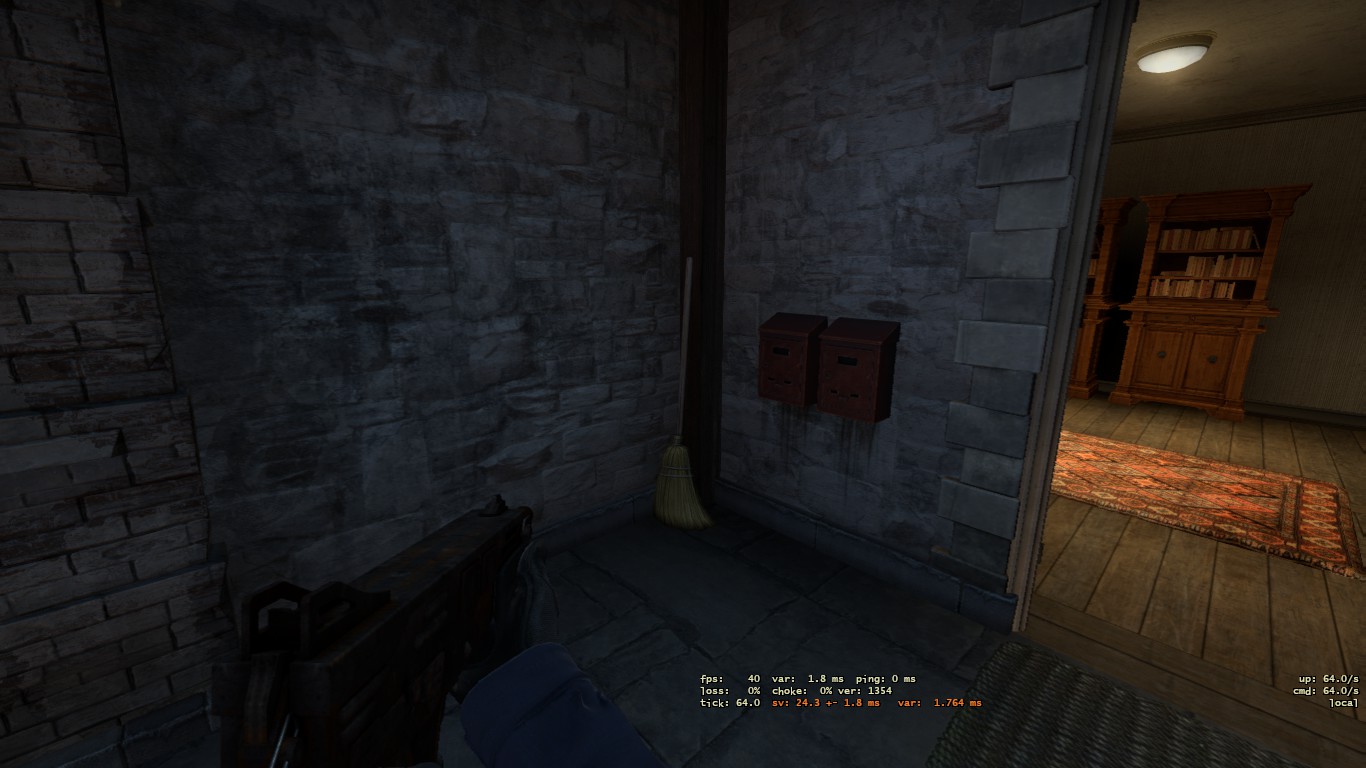 fps: 40 var: 1.8 ms ping: 0 ms
loss: 0% choke: 0% ver: 1354
tick: 64.0 sv: 24.3 +- 1.8 ms var: 1.764 ms
up: 64.0/s
cmd: 64.0/s
local